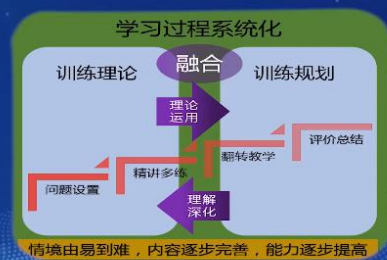 学习过程系统化
融合
训练理论
训练规划
理论
运用
评价总结
翻转教学
精讲多练
问题设置
理解
深化
情境由易到难，内容逐步完善，能力逐步提高